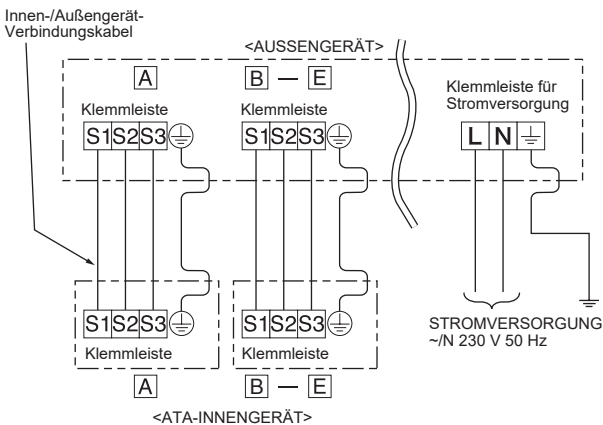 Innen-/Außengerät-
Verbindungskabel
<AUSSENGERÄT>
A
B — E
Klemmleiste
Klemmleiste
Klemmleiste für
Stromversorgung
S1 S2 S3
S1 S2 S3
L N
S1 S2 S3
S1 S2 S3
Klemmleiste
Klemmleiste
STROMVERSORGUNG
~/N 230 V 50 Hz
A
B — E
<ATA-INNENGERÄT>